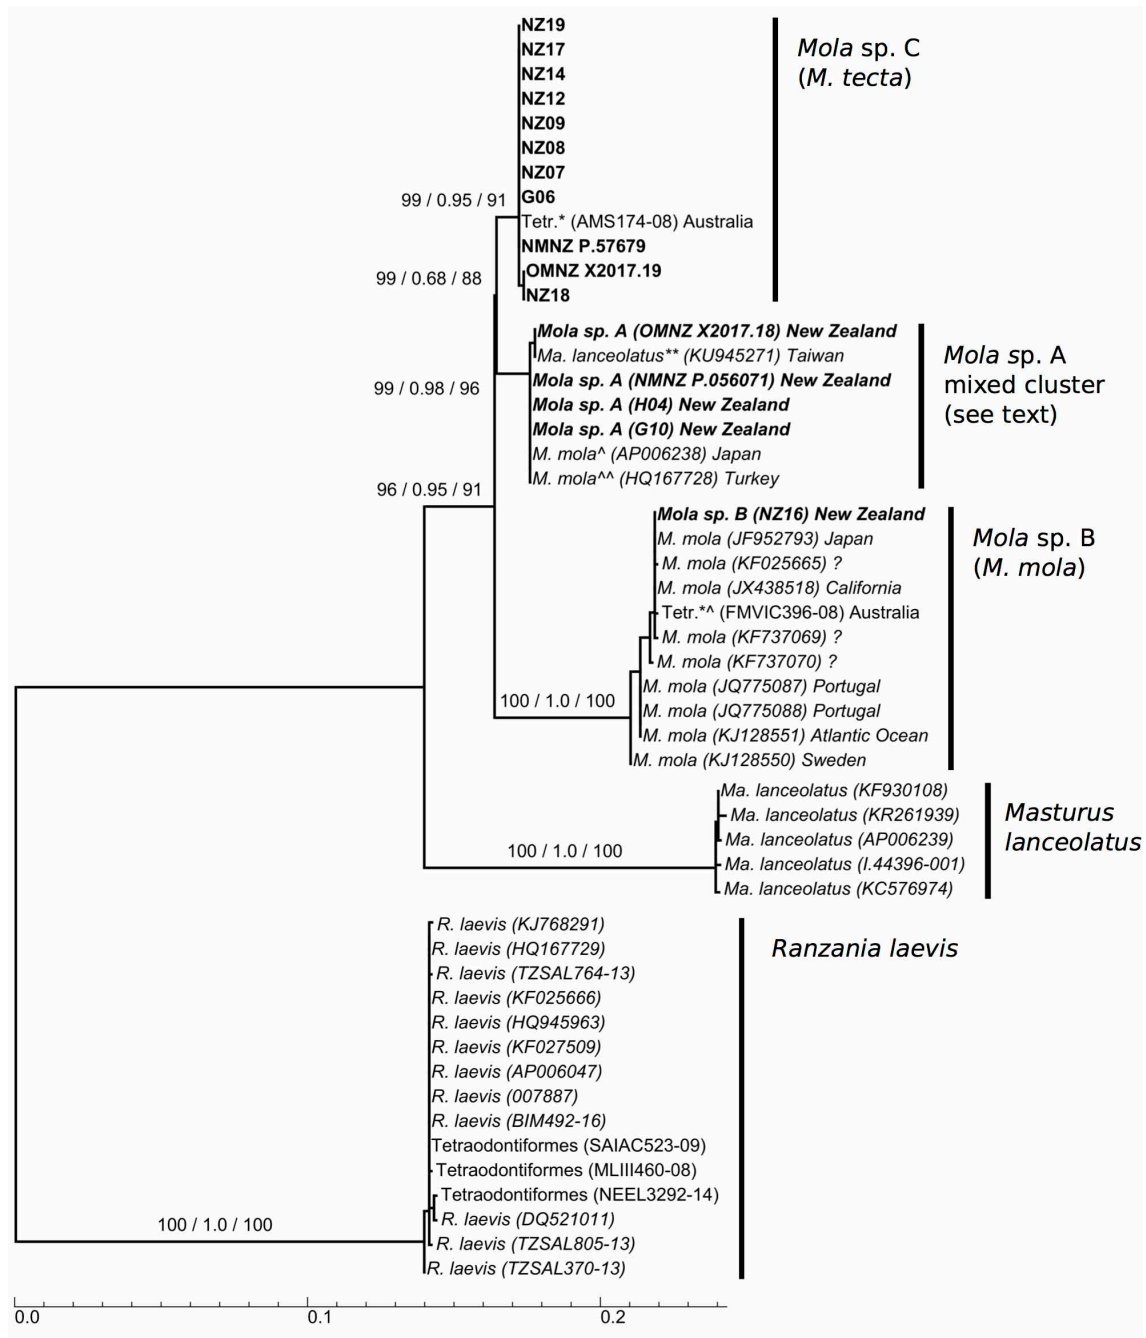 NZ19
NZ17
NZ14
NZ12
NZ09
NZ08
NZ07
G06
Tetr.* (AMS174-08) Australia
NMNZ P.57679
OMNZ X2017.19
NZ18
Mola sp. C
(M. tecta)
99 / 0.95 / 91
99 / 0.68 / 88
Mola sp. A (OMNZ X2017.18) New Zealand
Ma. lanceolatus** (KU945271) Taiwan
Mola sp. A (NMNZ P.056071) New Zealand
Mola sp. A (H04) New Zealand
Mola sp. A (G10) New Zealand
M. mola^ (AP006238) Japan
M. mola^^ (HQ167728) Turkey
Mola sp. A
mixed cluster
(see text)
99 / 0.98 / 96
96 / 0.95 / 91
Mola sp. B (NZ16) New Zealand
M. mola (JF952793) Japan
M. mola (KF025665) ?
M. mola (JX438518) California
Tetr.*^ (FMVIC396-08) Australia
M. mola (KF737069) ?
M. mola (KF737070) ?
M. mola (JQ775087) Portugal
M. mola (JQ775088) Portugal
M. mola (KJ128551) Atlantic Ocean
M. mola (KJ128550) Sweden
Mola sp. B
(M. mola)
100 / 1.0 / 100
Ma. lanceolatus (KF930108)
Ma. lanceolatus (KR261939)
Ma. lanceolatus (AP006239)
Ma. lanceolatus (I.44396-001)
Ma. lanceolatus (KC576974)
Masturus
lanceolatus
100 / 1.0 / 100
R. laevis (KJ768291)
R. laevis (HQ167729)
R. laevis (TZSAL764-13)
R. laevis (KF025666)
R. laevis (HQ945963)
R. laevis (KF027509)
R. laevis (AP006047)
R. laevis (007887)
R. laevis (BIM492-16)
Tetraodontiformes (SAIAC523-09)
Tetraodontiformes (MLIII460-08)
Tetraodontiformes (NEEL3292-14)
R. laevis (DQ521011)
R. laevis (TZSAL805-13)
R. laevis (TZSAL370-13)
Ranzania laevis
100 / 1.0 / 100
0.0 0.1 0.2